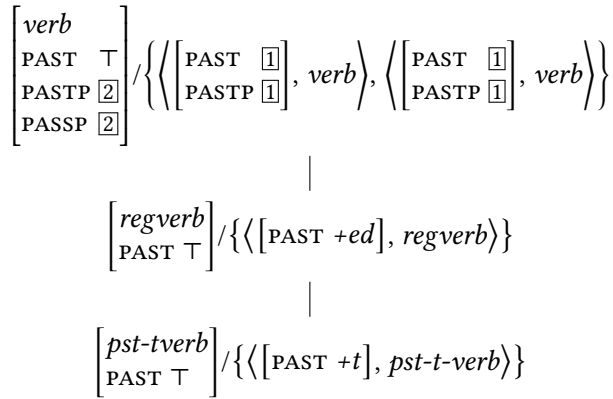 verb
PAST ⊤
PASTP 2
PASSP 2
/{⟨[PAST 1
PASTP 1], verb⟩, ⟨[PAST 1
PASTP 1], verb⟩}
regverb
PAST ⊤
/{⟨[PAST +ed], regverb⟩}
pst-tverb
PAST ⊤
/{⟨[PAST +t], pst-t-verb⟩}